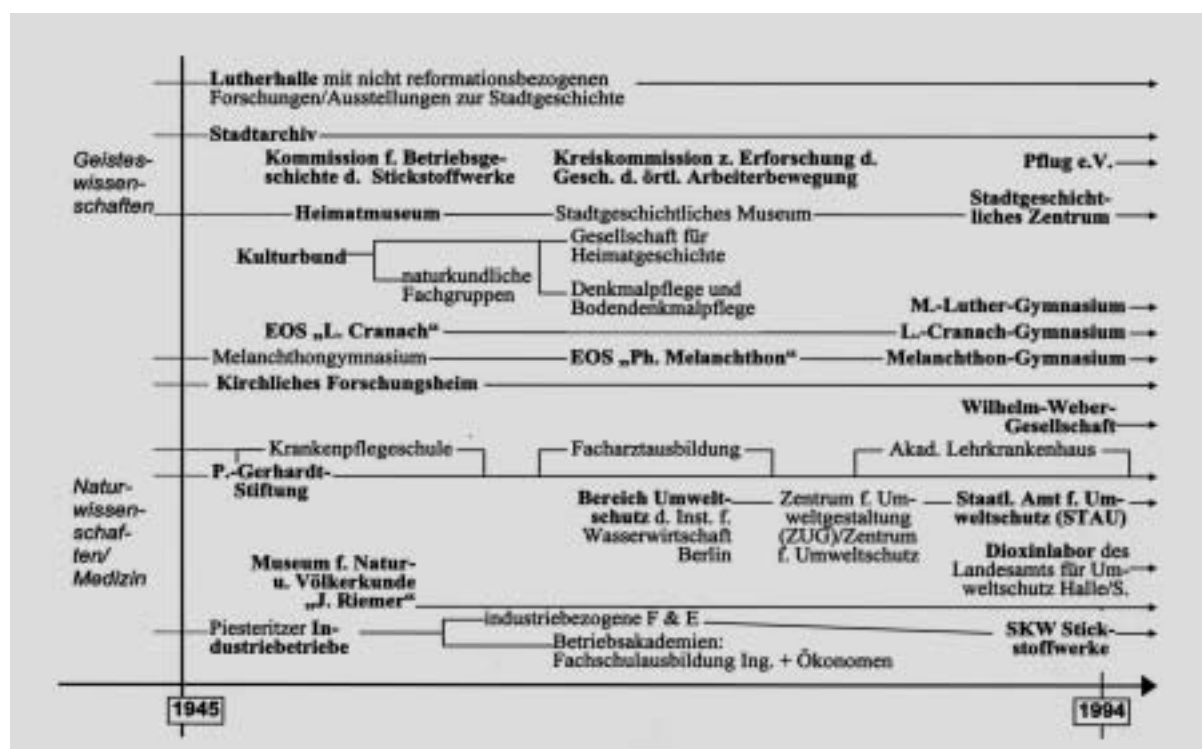 Lutherhalle mit nicht reformationsbezogenen
Forschungen/Ausstellungen zur Stadtgeschichte
Stadtarchiv
Geistes-
wissen-
schaften
Kommission f. Betriebsge-
schichte d. Stickstoffwerke
Kreiskommission z. Erforschung d.
Gesch. d. örtl. Arbeiterbewegung
Pflug e.V.
Heimatmuseum
Stadtgeschichtliches Museum
Stadtgeschicht-
liches Zentrum
Kulturbund
naturkundliche
Fachgruppen
Gesellschaft für
Heimatgeschichte
Denkmalpflege und
Bodendenkmalpflege
M.-Luther-Gymnasium
EOS „L. Cranach“
L.-Cranach-Gymnasium
Melanchthongymnasium
EOS „Ph. Melanchthon“
Melanchthon-Gymnasium
Kirchliches Forschungsheim
Wilhelm-Weber-
Gesellschaft
Krankenpflegeschule
Facharztausbildung
Akad. Lehrkrankenhaus
P.-Gerhardt-
Stiftung
Natur-
wissen-
schaf-
ten/
Medizin
Bereich Umwelt-
schutz d. Inst. f.
Wasserwirtschaft
Berlin
Zentrum f. Um-
weltgestaltung
(ZUG)/Zentrum
f. Umweltschutz
Staatl. Amt f. Um-
weltschutz (STAU)
Museum f. Natur-
u. Völkerkunde
„J. Riemer“
Dioxinlabor des
Landesamts für Um-
weltschutz Halle/S.
Piesteritzer In-
dustriebetriebe
industriebezogene F & E
Betriebsakademien:
Fachschulausbildung Ing. + Ökonomen
SKW Stick-
stoffwerke
1945
1994